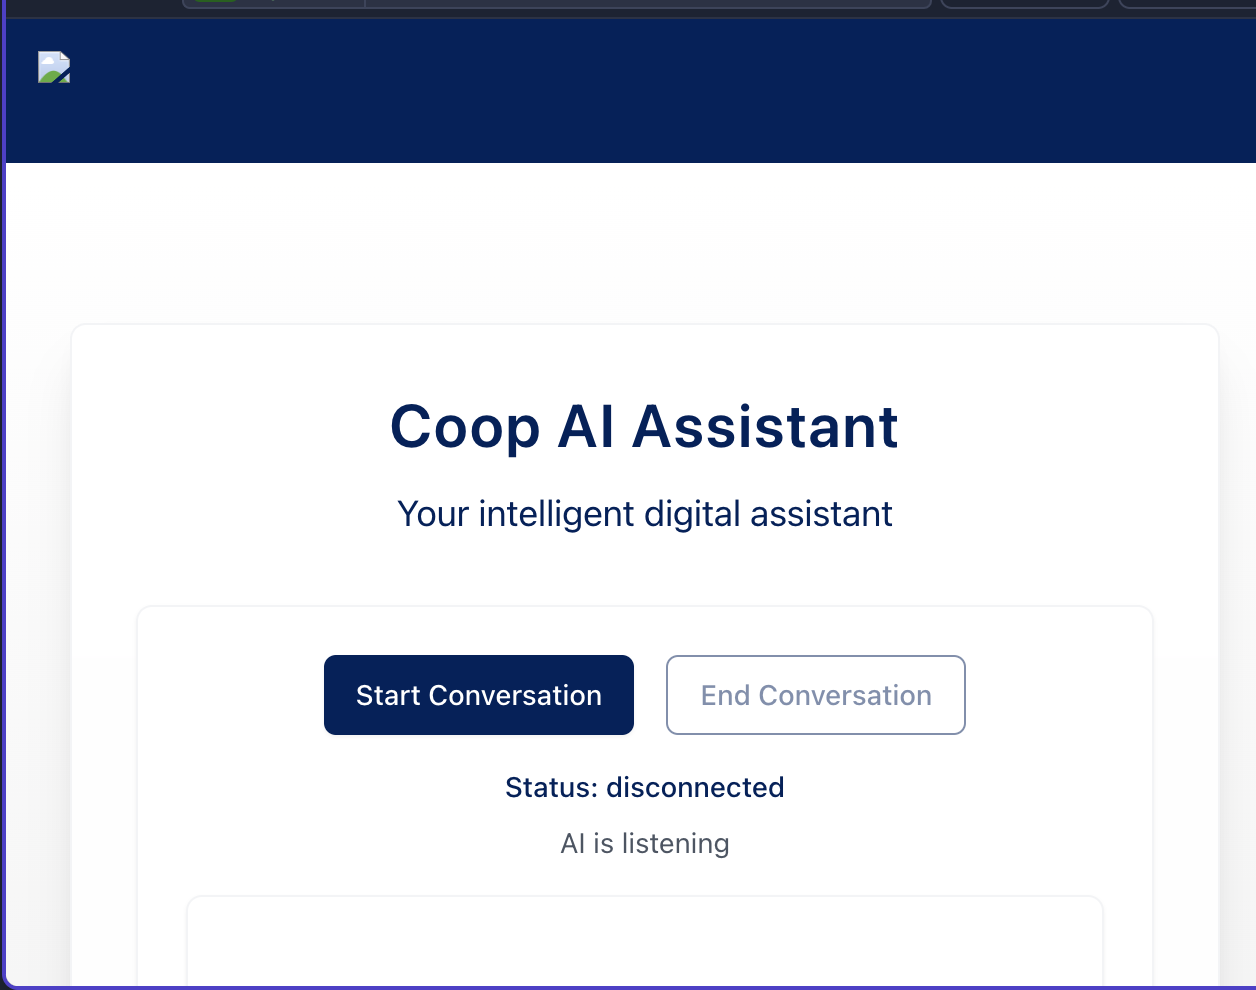 Coop AI Assistant
Your intelligent digital assistant
Start Conversation
End Conversation
Status: disconnected
AI is listening